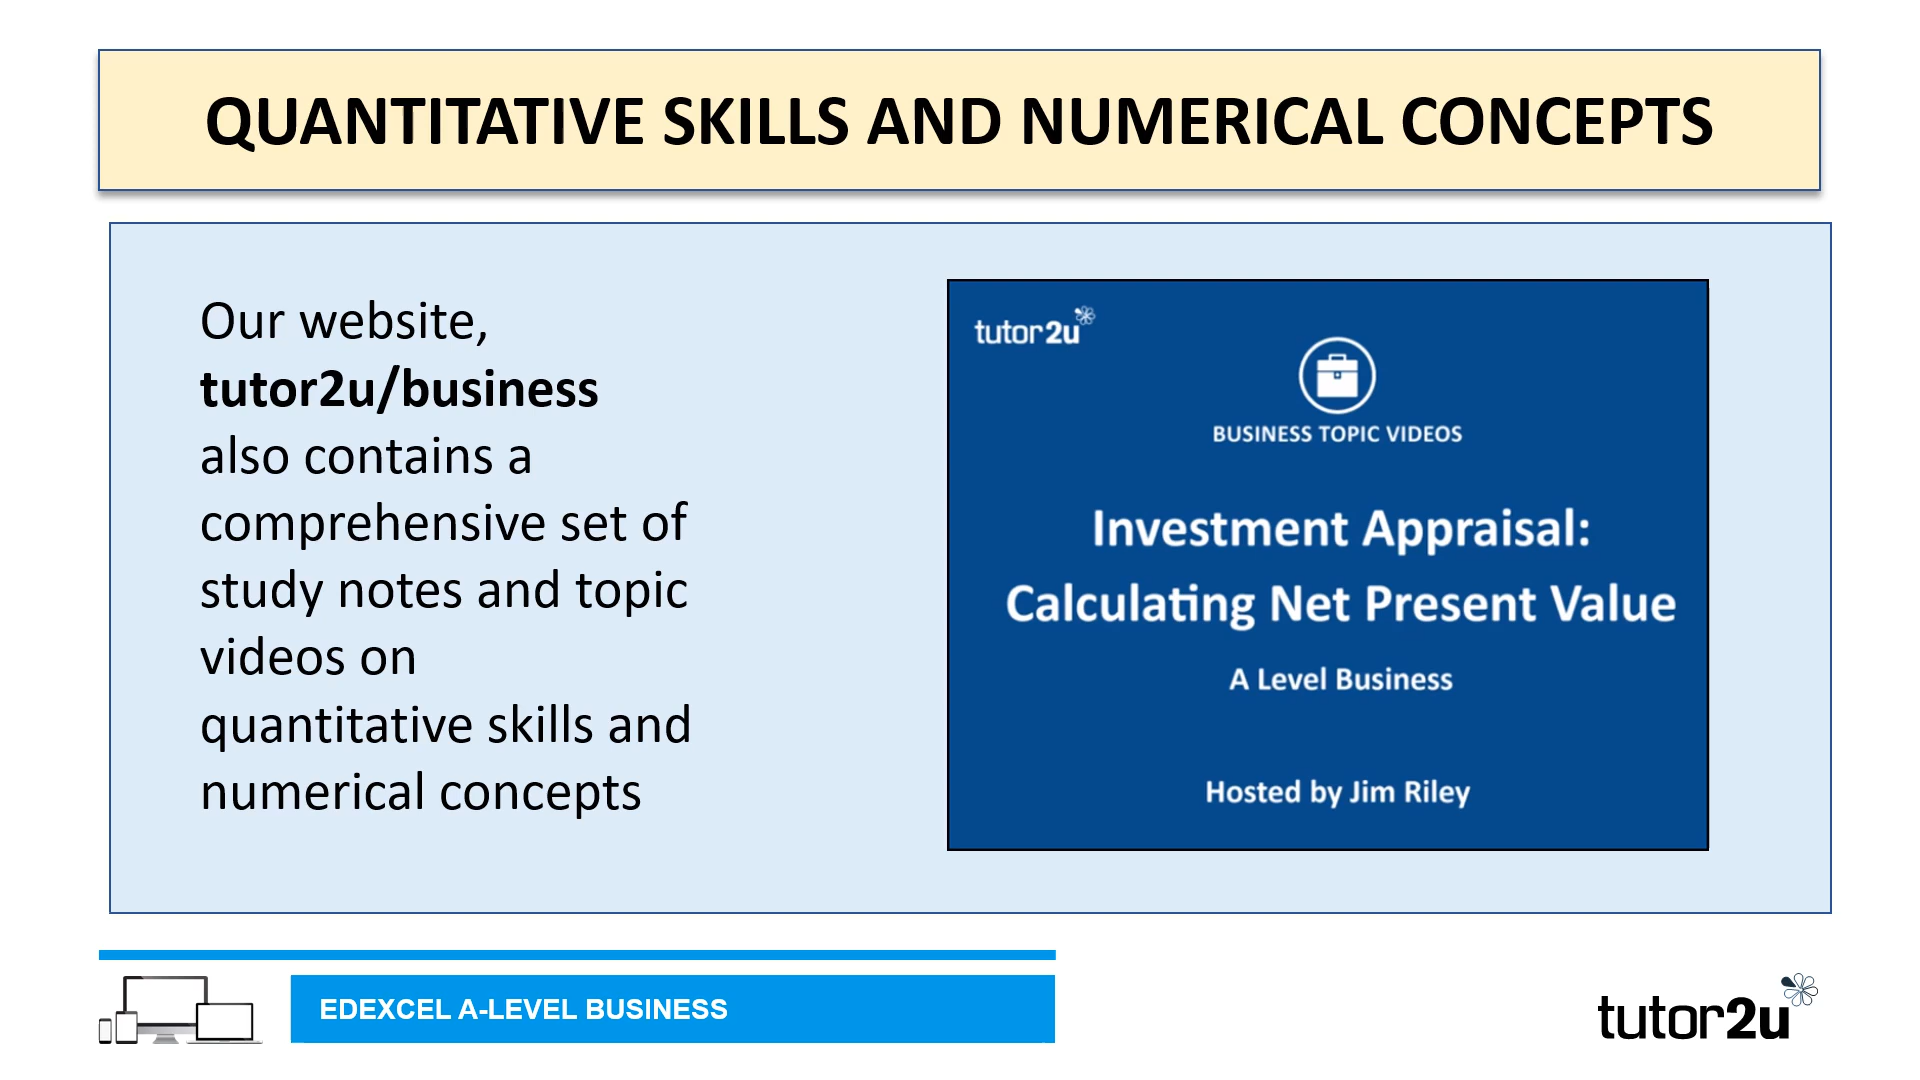 QUANTITATIVE SKILLS AND NUMERICAL CONCEPTS
Our website,
tutor2u/business
also contains a
comprehensive set of
study notes and topic
videos on
quantitative skills and
numerical concepts
tutor2u
BUSINESS TOPIC VIDEOS
Investment Appraisal:
Calculating Net Present Value
A Level Business
Hosted by Jim Riley
EDEXCEL A-LEVEL BUSINESS
tutor2u